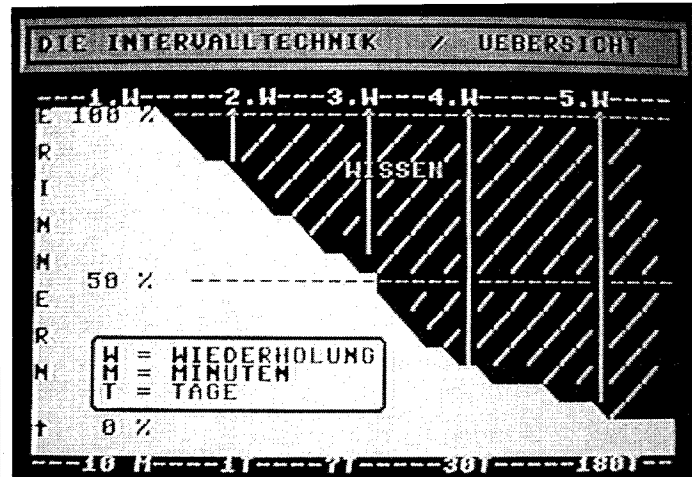 DIE INTERVALLTECHNIK / UEBERSICHT
---1.W-----2.W---3.W---4.W-----5.W----
E 100 %
R
I
N
N
E
R
N
WISSEN
50 %
W = WIEDERHOLUNG
M = MINUTEN
T = TAGE
† 0 %
---10 M----1T----7T-----30T-----180T--